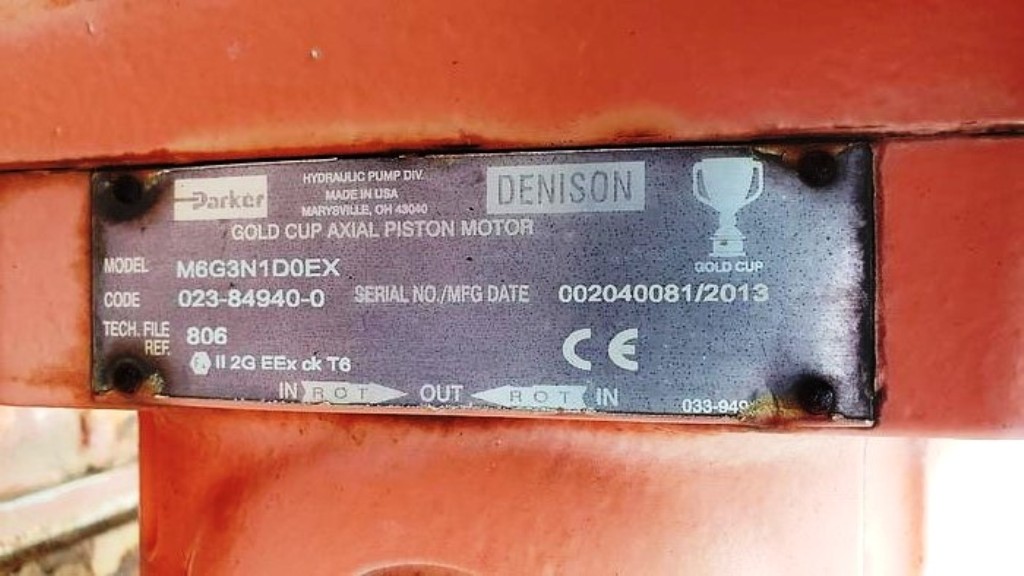 Parker
HYDRAULIC PUMP DIV.
MADE IN USA
MARYSVILLE, OH 43040
DENISON
GOLD CUP AXIAL PISTON MOTOR
GOLD CUP
MODEL M6G3N1D0EX
CODE 023-84940-0 SERIAL NO./MFG DATE 002040081/2013
TECH. FILE REF. 806
II 2G EEx ck T6
CE
IN ROT OUT ROT IN